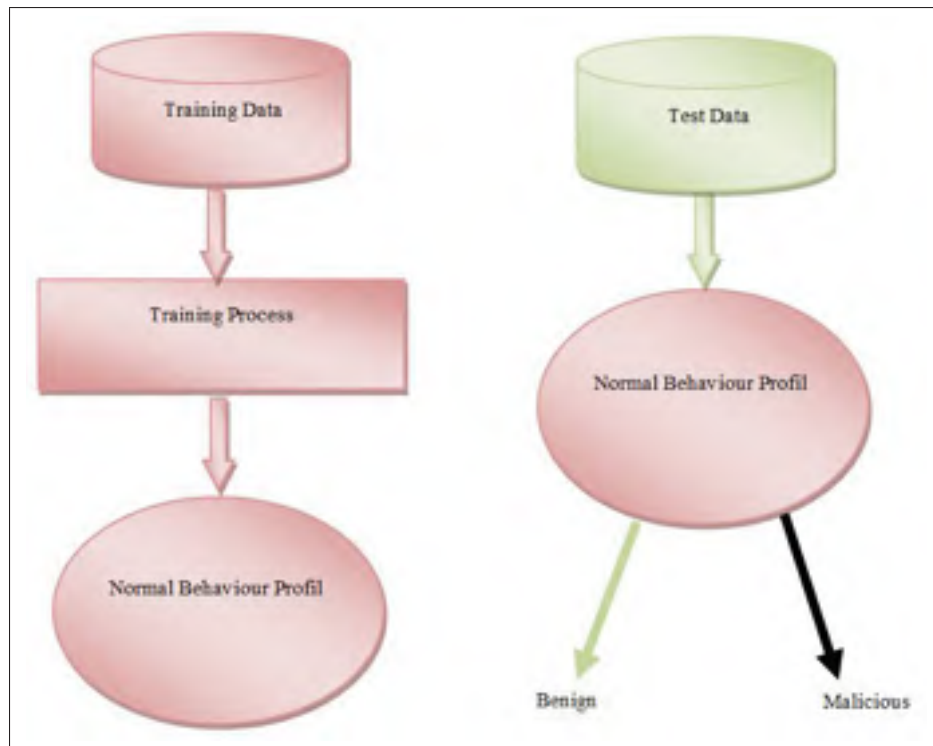 Training Data
Training Process
Normal Behaviour Profil
Test Data
Normal Behaviour Profil
Benign
Malicious